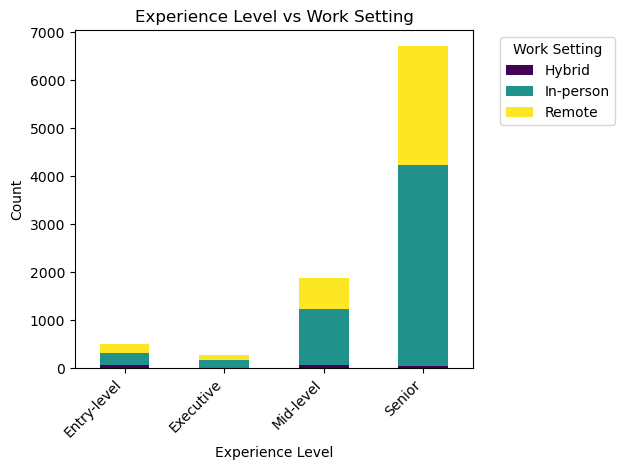 Experience Level vs Work Setting
7000
6000
5000
4000
3000
2000
1000
0
Count
Entry-level
Executive
Mid-level
Senior
Experience Level
Work Setting
Hybrid
In-person
Remote